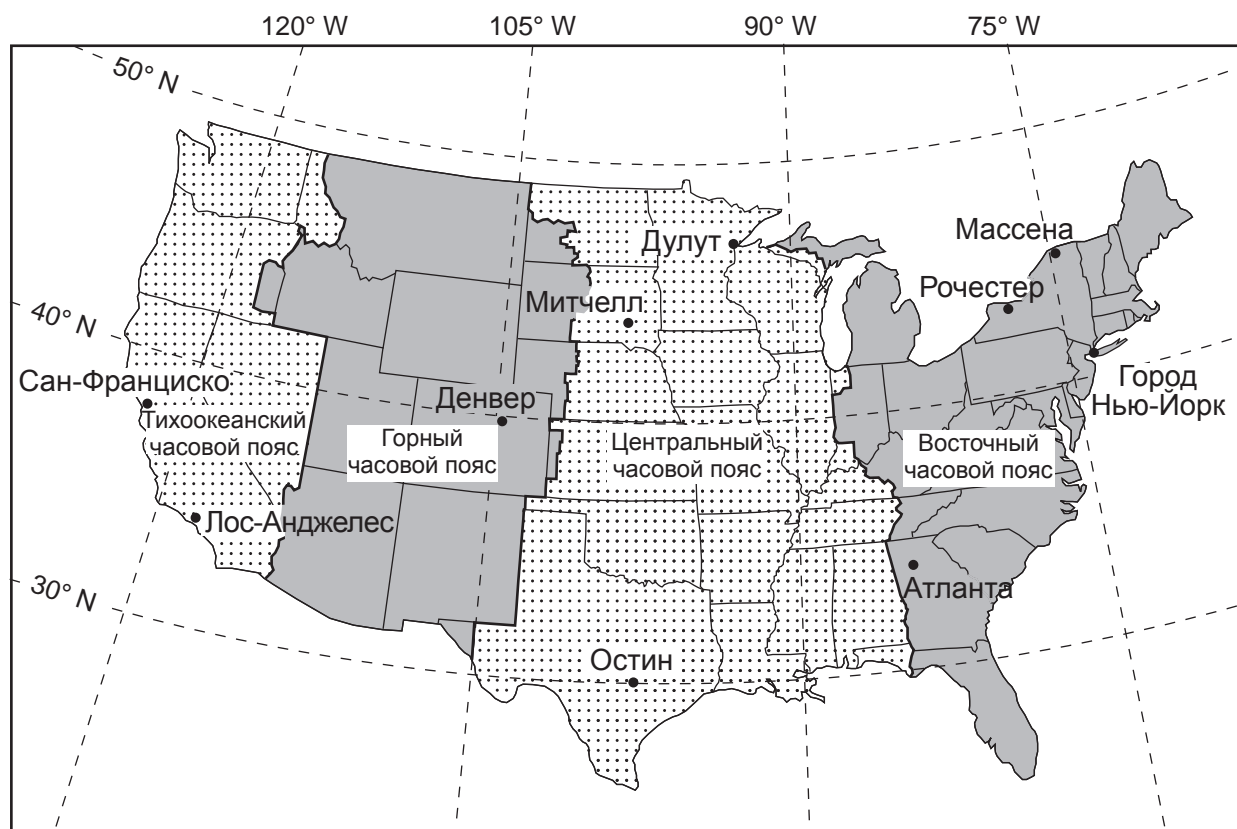 120° W
105° W
90° W
75° W
50° N
40° N
30° N
Массена
Дулут
Рочестер
Митчелл
Город
Нью-Йорк
Сан-Франциско
Денвер
Тихоокеанский
часовой пояс
Горный
часовой пояс
Центральный
часовой пояс
Восточный
часовой пояс
Лос-Анджелес
Атланта
Остин